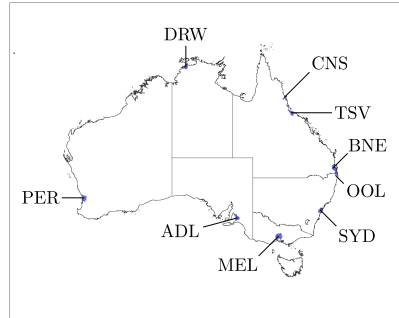 DRW
CNS
TSV
BNE
PER
OOL
ADL
SYD
MEL